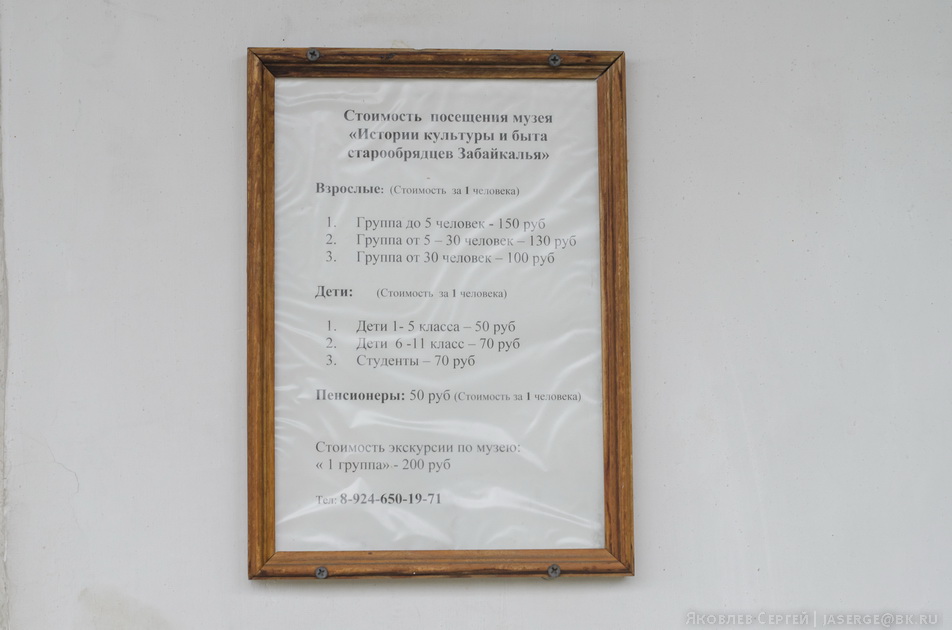 Стоимость посещения музея
«Истории культуры и быта
старообрядцев Забайкалья»
Взрослые: (Стоимость за 1 человека)
1. Группа до 5 человек - 150 руб
2. Группа от 5 – 30 человек – 130 руб
3. Группа от 30 человек – 100 руб
Дети: (Стоимость за 1 человека)
1. Дети 1- 5 класса – 50 руб
2. Дети 6 -11 класс – 70 руб
3. Студенты – 70 руб
Пенсионеры: 50 руб (Стоимость за 1 человека)
Стоимость экскурсии по музею:
« 1 группа» - 200 руб
Тел: 8-924-650-19-71
Яковлев Сергей | iaserge@bk.ru